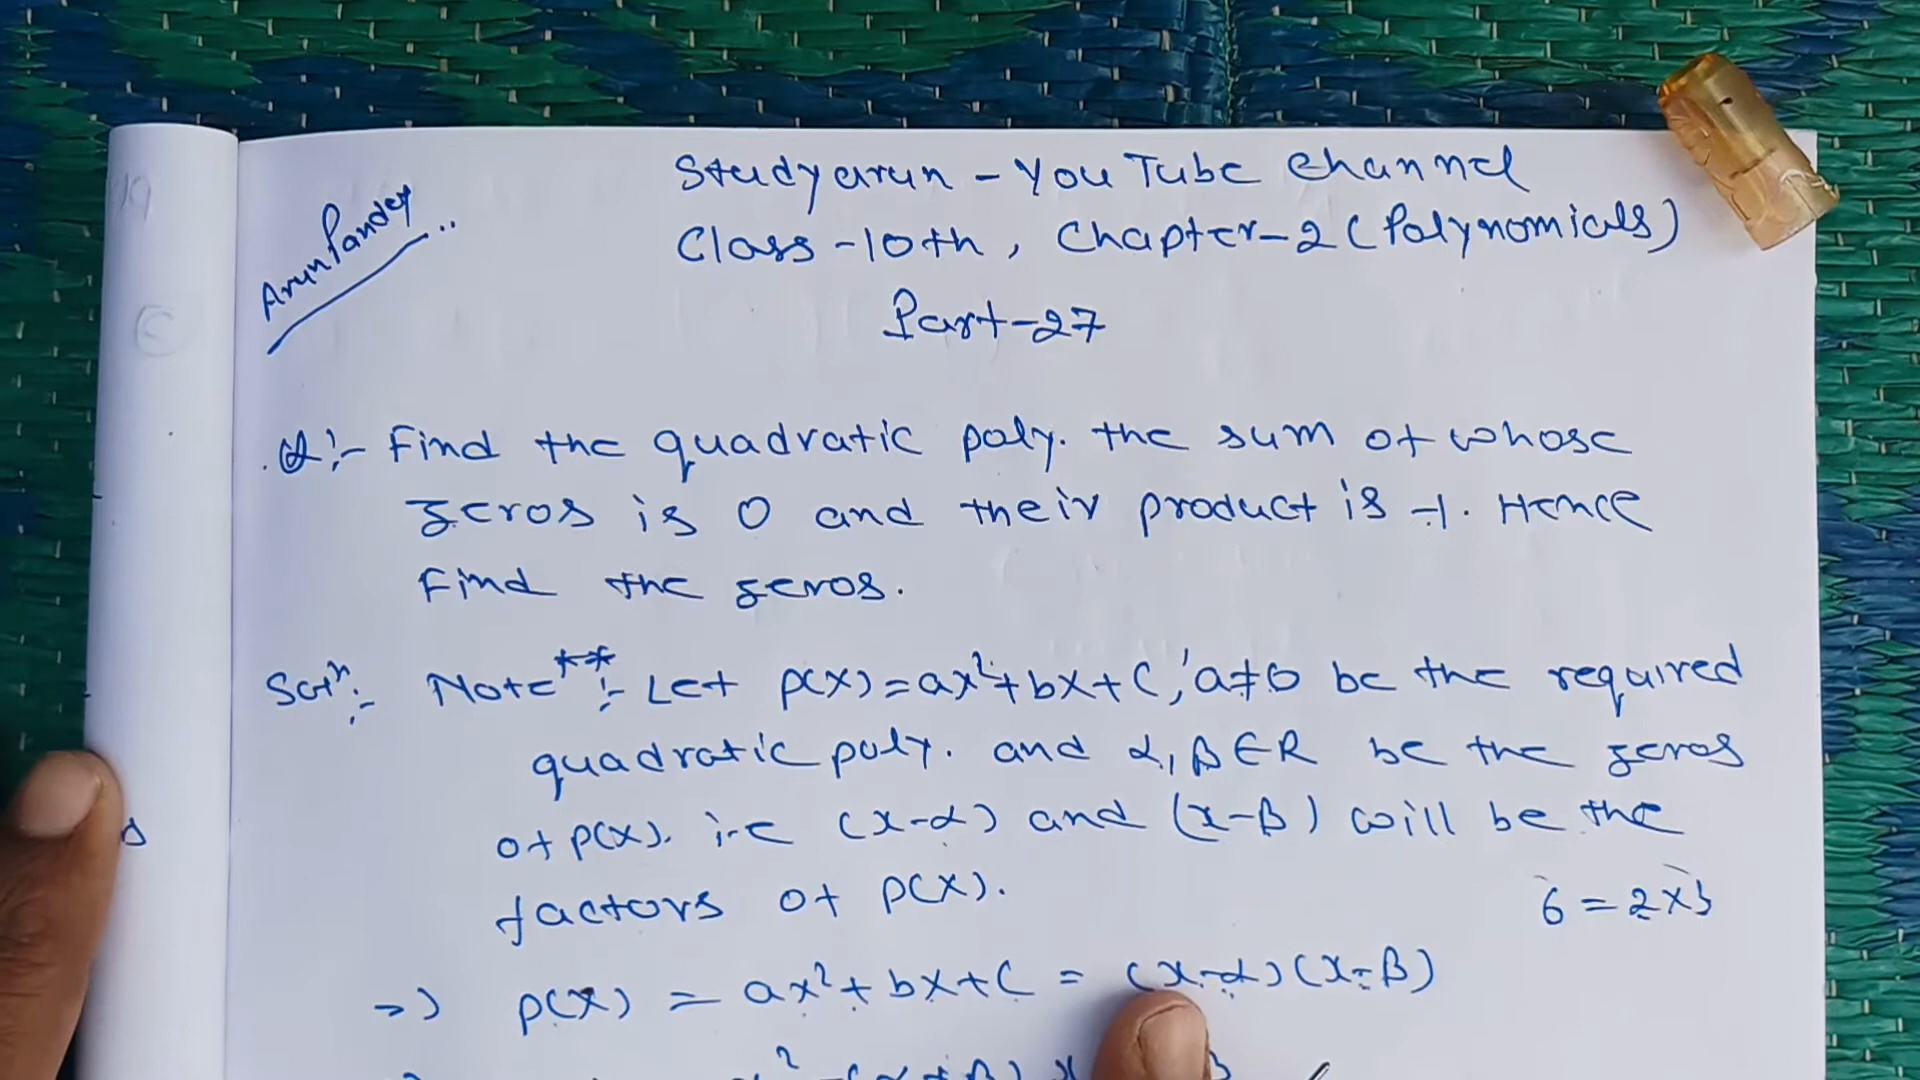 Arun Pandey..
Studyarun - YouTube Channel
Class -10th, Chapter-2 (Polynomials)
Part-27
Q:- Find the quadratic poly. the sum of whose
zeros is 0 and their product is -1. Hence
Find the zeros.
Solⁿ:- Note**:- Let p(x)=ax²+bx+c, a≠0 be the required
quadratic poly. and α, β∈R be the zeros
of p(x). i.e (x-α) and (x-β) will be the
factors of p(x).
6=2x3
=> p(x) = ax²+bx+c = (x-α)(x-β)